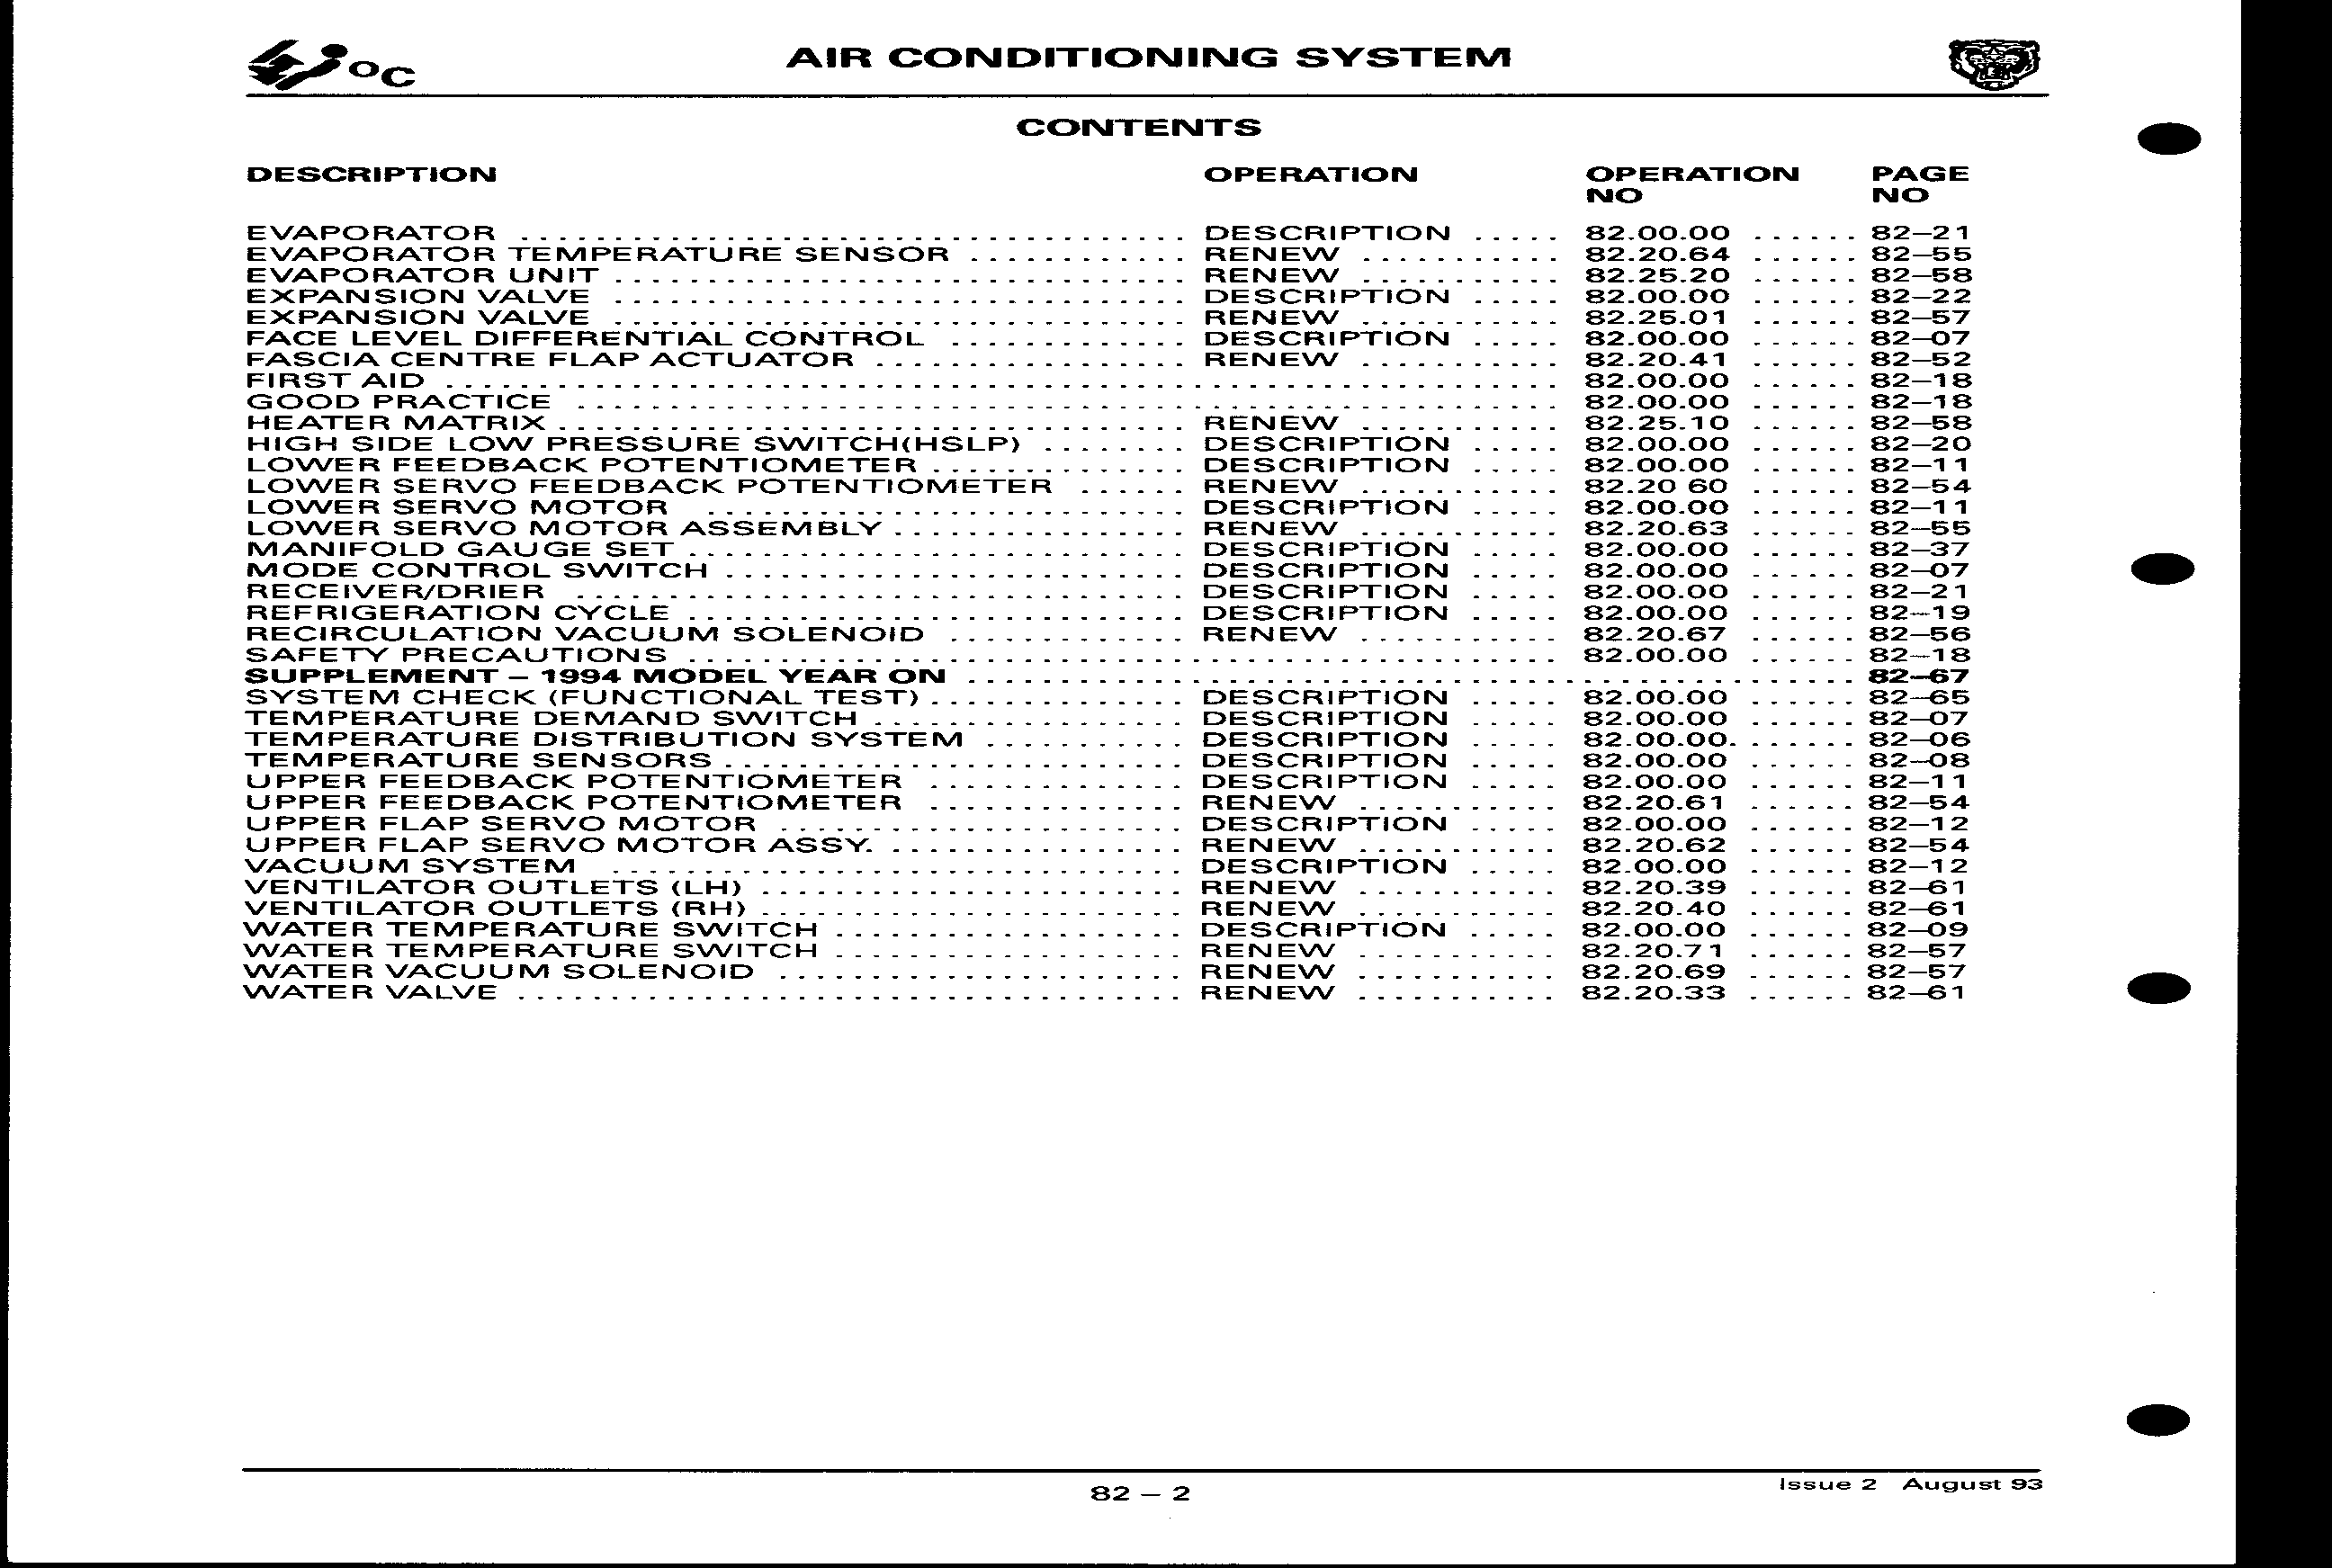 °C AIR CONDITIONING SYSTEM
CONTENTS
DESCRIPTION OPERATION OPERATION PAGE
NO NO
EVAPORATOR ........ DESCRIPTION ..... 82.00.00 ...... 82–21
EVAPORATOR TEMPERATURE SENSOR ........ RENEW ........ 82.20.64 ...... 82–55
EVAPORATOR UNIT ........ RENEW ........ 82.25.20 ...... 82–58
EXPANSION VALVE ........ DESCRIPTION ..... 82.00.00 ...... 82–22
EXPANSION VALVE ........ RENEW ........ 82.25.01 ...... 82–57
FACE LEVEL DIFFERENTIAL CONTROL ........ DESCRIPTION ..... 82.00.00 ...... 82–07
FASCIA CENTRE FLAP ACTUATOR ........ RENEW ........ 82.20.41 ...... 82–52
FIRST AID ........ 82.00.00 ...... 82–18
GOOD PRACTICE ........ 82.00.00 ...... 82–18
HEATER MATRIX ........ RENEW ........ 82.25.10 ...... 82–58
HIGH SIDE LOW PRESSURE SWITCH(HSLP) ........ DESCRIPTION ..... 82.00.00 ...... 82–20
LOWER FEEDBACK POTENTIOMETER ........ DESCRIPTION ..... 82.00.00 ...... 82–11
LOWER SERVO FEEDBACK POTENTIOMETER ...... RENEW ........ 82.20 60 ...... 82–54
LOWER SERVO MOTOR ........ DESCRIPTION ..... 82.00.00 ...... 82–11
LOWER SERVO MOTOR ASSEMBLY ........ RENEW ........ 82.20.63 ...... 82–55
MANIFOLD GAUGE SET ........ DESCRIPTION ..... 82.00.00 ...... 82–37
MODE CONTROL SWITCH ........ DESCRIPTION ..... 82.00.00 ...... 82–07
RECEIVER/DRIER ........ DESCRIPTION ..... 82.00.00 ...... 82–21
REFRIGERATION CYCLE ........ DESCRIPTION ..... 82.00.00 ...... 82–19
RECIRCULATION VACUUM SOLENOID ........ RENEW ........ 82.20.67 ...... 82–56
SAFETY PRECAUTIONS ........ 82.00.00 ...... 82–18
SUPPLEMENT – 1994 MODEL YEAR ON ........ 82–67
SYSTEM CHECK (FUNCTIONAL TEST) ........ DESCRIPTION ..... 82.00.00 ...... 82–65
TEMPERATURE DEMAND SWITCH ........ DESCRIPTION ..... 82.00.00 ...... 82–07
TEMPERATURE DISTRIBUTION SYSTEM ........ DESCRIPTION ..... 82.00.00. ...... 82–06
TEMPERATURE SENSORS ........ DESCRIPTION ..... 82.00.00 ...... 82–08
UPPER FEEDBACK POTENTIOMETER ........ DESCRIPTION ..... 82.00.00 ...... 82–11
UPPER FEEDBACK POTENTIOMETER ........ RENEW ........ 82.20.61 ...... 82–54
UPPER FLAP SERVO MOTOR ........ DESCRIPTION ..... 82.00.00 ...... 82–12
UPPER FLAP SERVO MOTOR ASSY. ........ RENEW ........ 82.20.62 ...... 82–54
VACUUM SYSTEM ........ DESCRIPTION ..... 82.00.00 ...... 82–12
VENTILATOR OUTLETS (LH) ........ RENEW ........ 82.20.39 ...... 82–61
VENTILATOR OUTLETS (RH) ........ RENEW ........ 82.20.40 ...... 82–61
WATER TEMPERATURE SWITCH ........ DESCRIPTION ..... 82.00.00 ...... 82–09
WATER TEMPERATURE SWITCH ........ RENEW ........ 82.20.71 ...... 82–57
WATER VACUUM SOLENOID ........ RENEW ........ 82.20.69 ...... 82–57
WATER VALVE ........ RENEW ........ 82.20.33 ...... 82–61
82 – 2
Issue 2 August 93